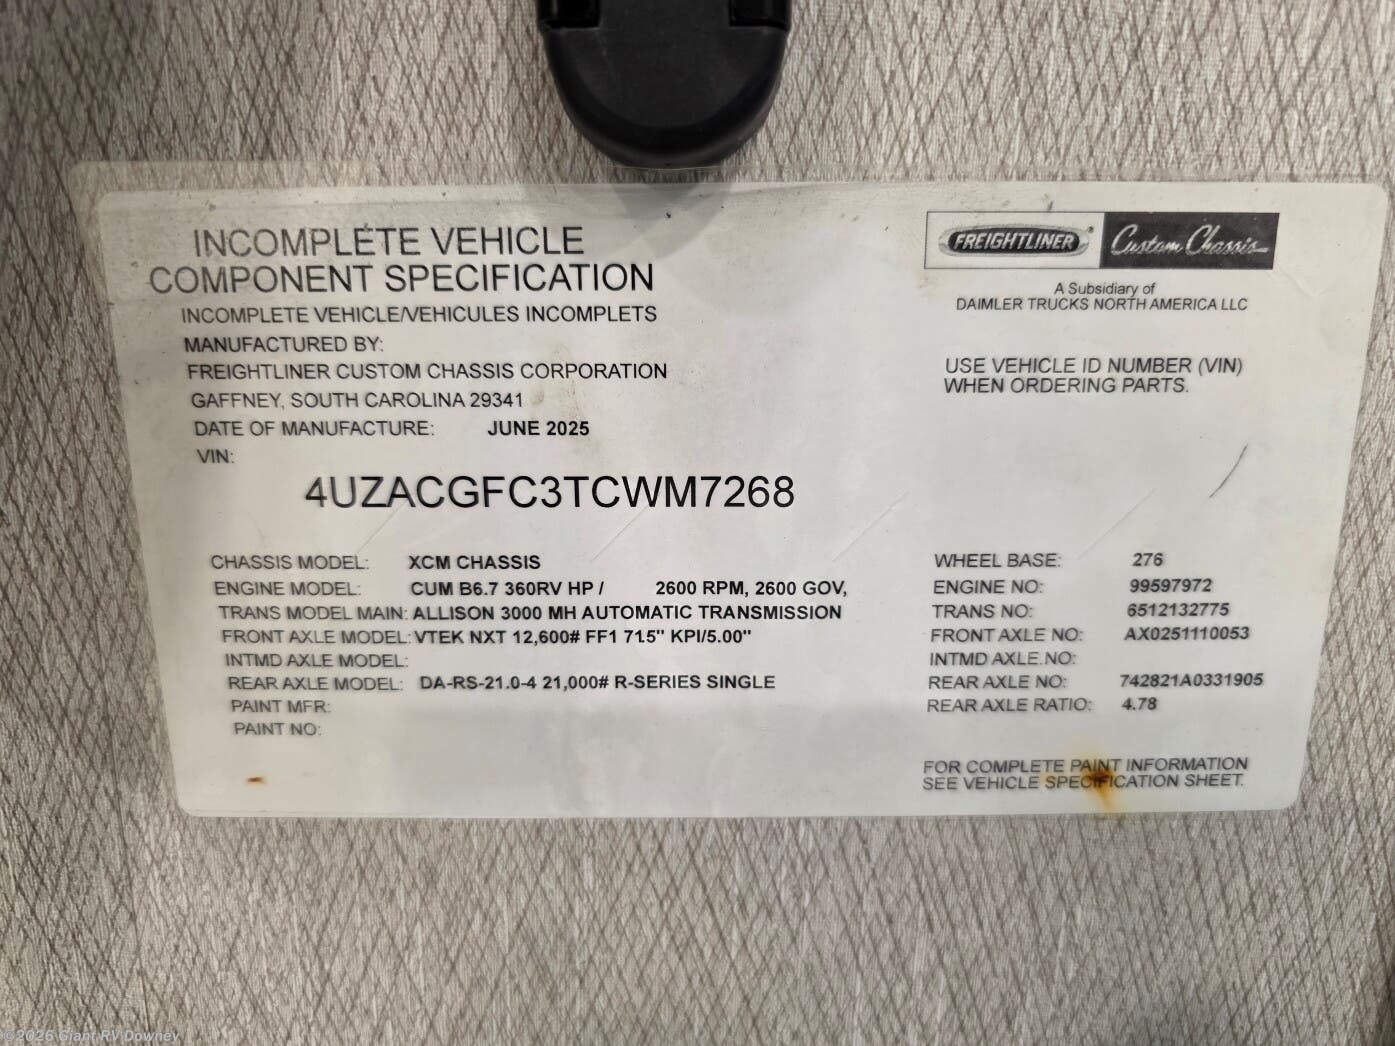 INCOMPLETE VEHICLE
COMPONENT SPECIFICATION
INCOMPLETE VEHICLE/VEHICULES INCOMPLETS
MANUFACTURED BY:
FREIGHTLINER CUSTOM CHASSIS CORPORATION
GAFFNEY, SOUTH CAROLINA 29341
DATE OF MANUFACTURE: JUNE 2025
VIN:
4UZACGFC3TCWM7268
FREIGHTLINER® Custom Chassis
A Subsidiary of
DAIMLER TRUCKS NORTH AMERICA LLC
USE VEHICLE ID NUMBER (VIN)
WHEN ORDERING PARTS.
CHASSIS MODEL: XCM CHASSIS
ENGINE MODEL: CUM B6.7 360RV HP / 2600 RPM, 2600 GOV,
TRANS MODEL MAIN: ALLISON 3000 MH AUTOMATIC TRANSMISSION
FRONT AXLE MODEL: VTEK NXT 12,600# FF1 71.5" KPI/5.00"
INTMD AXLE MODEL:
REAR AXLE MODEL: DA-RS-21.0-4 21,000# R-SERIES SINGLE
PAINT MFR:
PAINT NO:
WHEEL BASE: 276
ENGINE NO: 99597972
TRANS NO: 6512132775
FRONT AXLE NO: AX0251110053
INTMD AXLE.NO:
REAR AXLE NO: 742821A0331905
REAR AXLE RATIO: 4.78
FOR COMPLETE PAINT INFORMATION
SEE VEHICLE SPECIFICATION SHEET.
©2026 Giant RV Downey